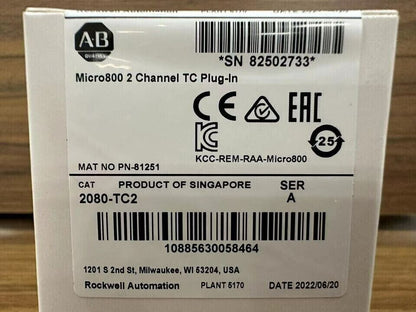 AB
QUALITY
*SN 82502733*
Micro800 2 Channel TC Plug-In
CE EAC
KC 25
KCC-REM-RAA-Micro800
MAT NO PN-81251
CAT PRODUCT OF SINGAPORE SER
2080-TC2 A
10885630058464
1201 S 2nd St, Milwaukee, WI 53204, USA
Rockwell Automation PLANT 5170 DATE 2022/06/20